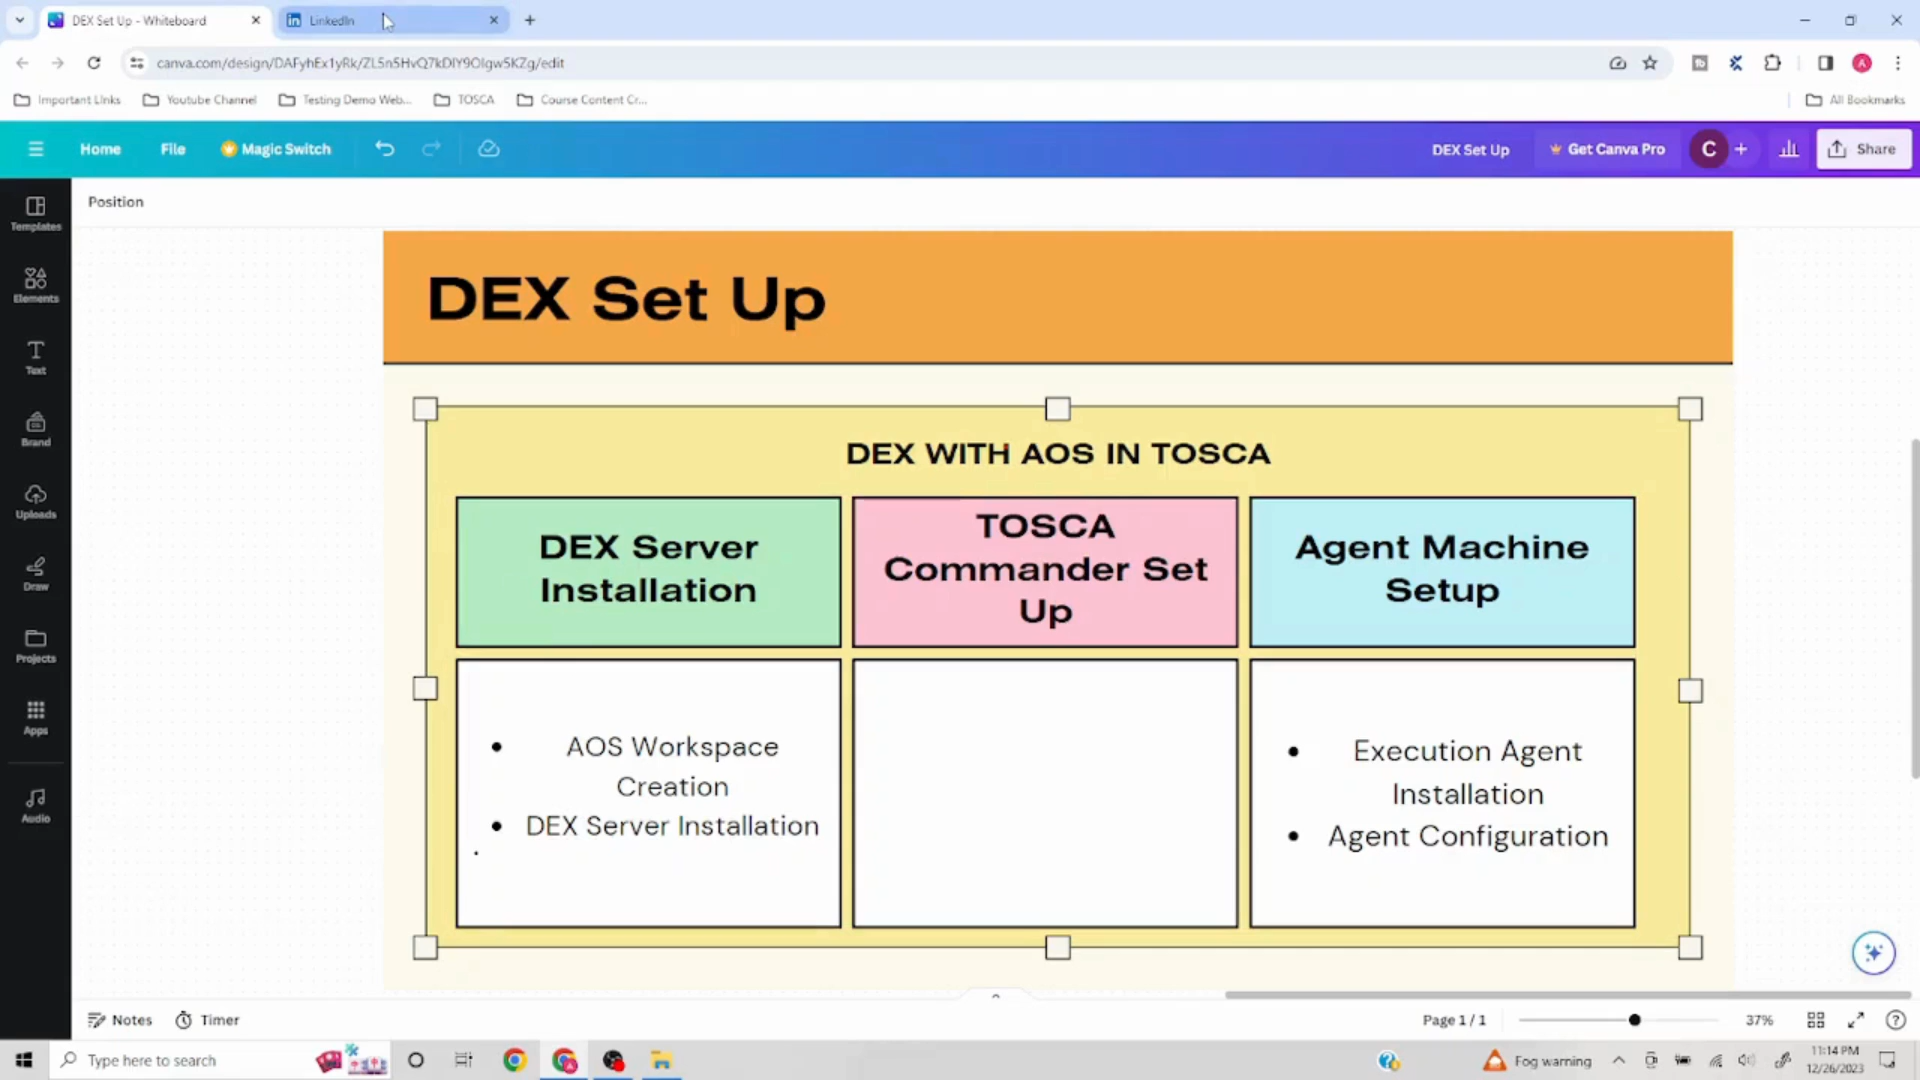 DEX Set Up - Whiteboard
LinkedIn
canva.com/design/DAFyhEx1yRk/ZL5n5HvQ7kDIY9Olgw5KZg/edit
Important Links
Youtube Channel
Testing Demo Web...
TOSCA
Course Content Cr...
All Bookmarks
Home
File
Magic Switch
DEX Set Up
Get Canva Pro
C
Share
Templates
Elements
Text
Brand
Uploads
Draw
Projects
Apps
Audio
Position
DEX Set Up
DEX WITH AOS IN TOSCA
DEX Server
Installation
TOSCA
Commander Set
Up
Agent Machine
Setup
• AOS Workspace
Creation
• DEX Server Installation
.
• Execution Agent
Installation
• Agent Configuration
Notes
Timer
Page 1 / 1
37%
Type here to search
Fog warning
11:14 PM
12/26/2023